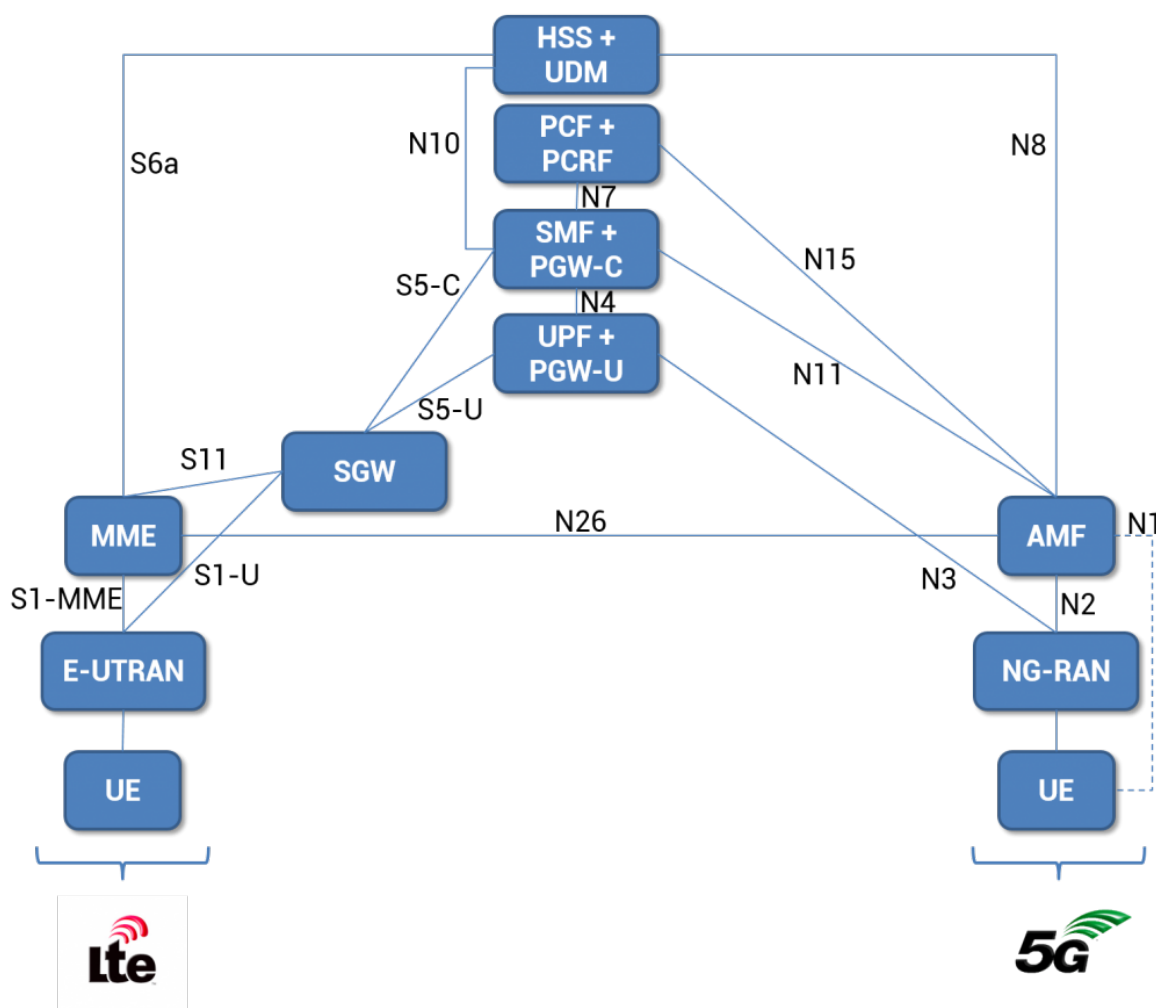 HSS +
UDM
PCF +
PCRF
N10
N8
S6a
N7
SMF +
PGW-C
N15
S5-C
N4
UPF +
PGW-U
N11
S5-U
SGW
S11
MME
N26
AMF
N1
S1-U
N3
S1-MME
N2
E-UTRAN
NG-RAN
UE
UE
Lte
5G